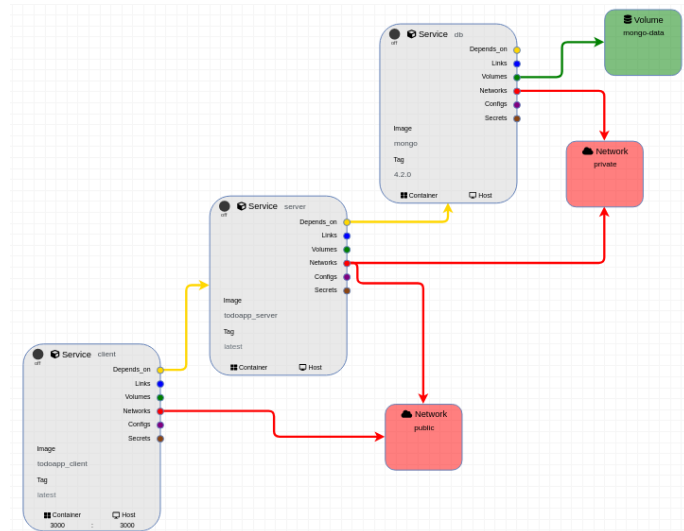 Volume
mongo-data
Service db
off
Depends_on
Links
Volumes
Networks
Configs
Secrets
Image
mongo
Tag
4.2.0
Container Host
Network
private
Service server
off
Depends_on
Links
Volumes
Networks
Configs
Secrets
Image
todoapp_server
Tag
latest
Container Host
Service client
off
Depends_on
Links
Volumes
Networks
Configs
Secrets
Image
todoapp_client
Tag
latest
Container Host
3000 : 3000
Network
public